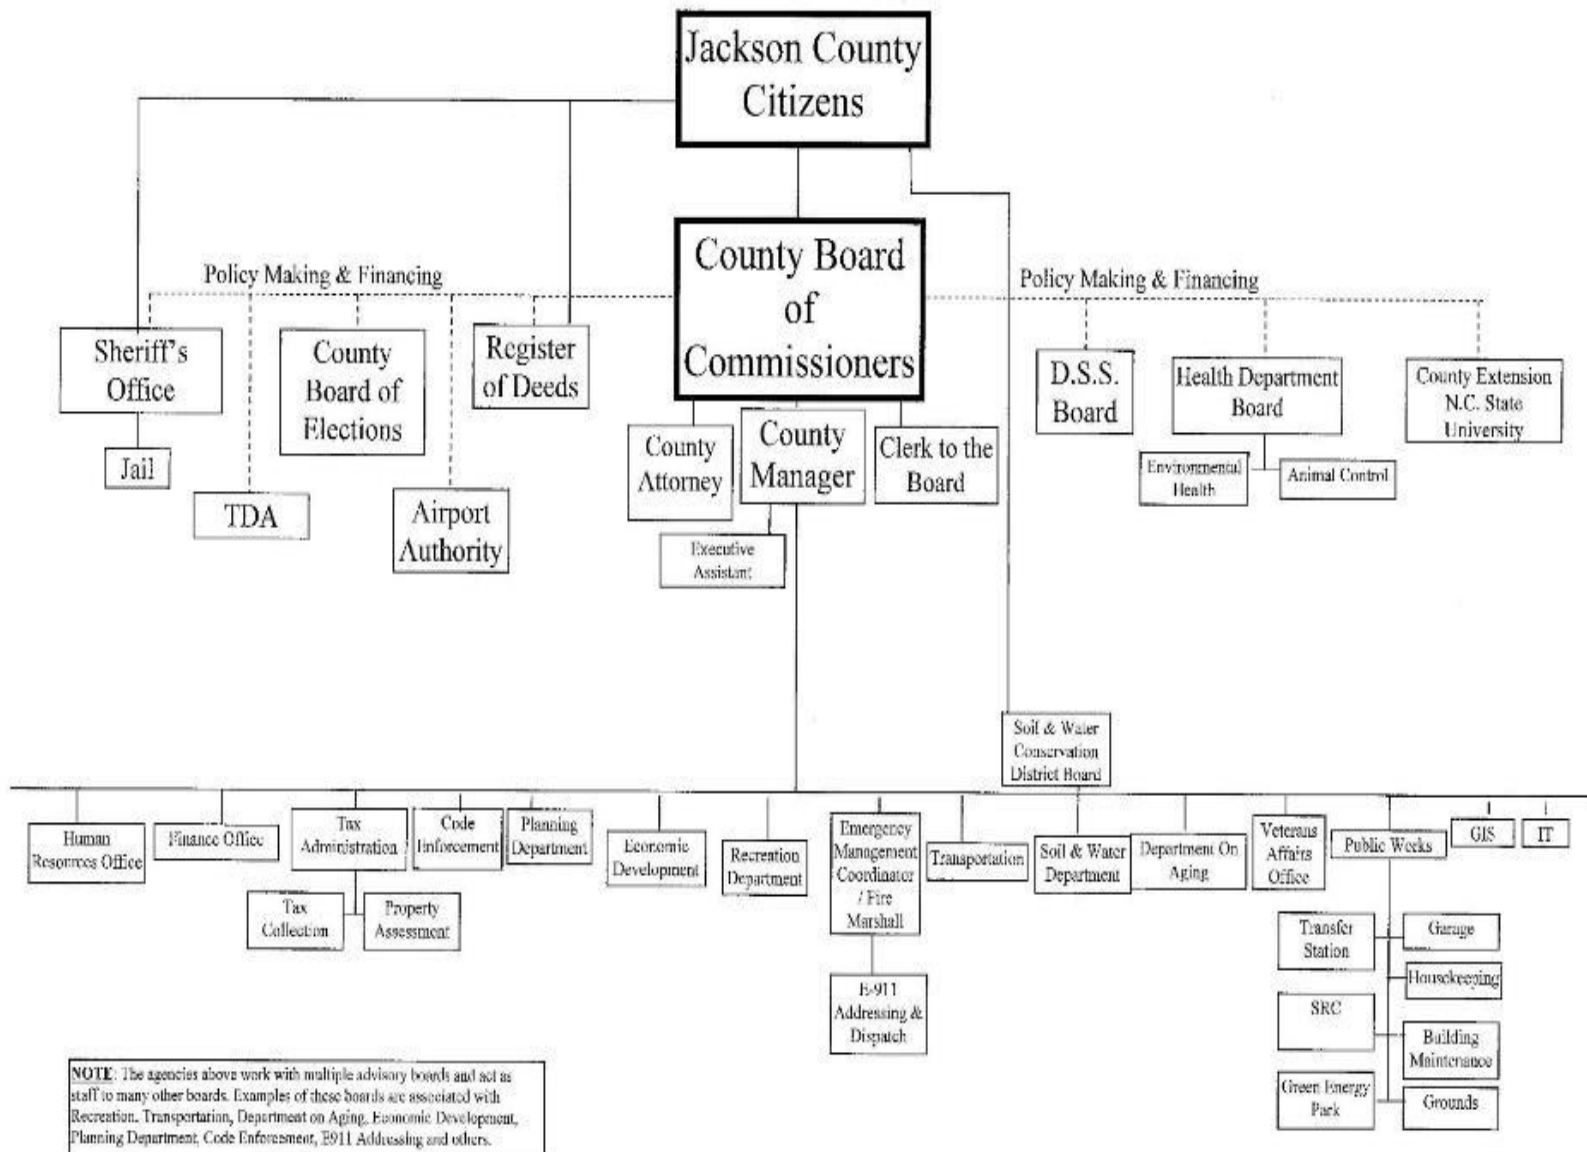 Jackson County
Citizens
County Board
of
Commissioners
Policy Making & Financing
Policy Making & Financing
Sheriff's
Office
Jail
TDA
County
Board of
Elections
Airport
Authority
Register
of Deeds
County
Attorney
County
Manager
Clerk to the
Board
Executive
Assistant
D.S.S.
Board
Health Department
Board
Environmental
Health
Animal Control
County Extension
N.C. State
University
Soil & Water
Conservation
District Board
Human
Resources Office
Finance Office
Tax
Administration
Tax
Collection
Property
Assessment
Code
Enforcement
Planning
Department
Economic
Development
Recreation
Department
Emergency
Management
Coordinator
/ Fire
Marshall
E-911
Addressing &
Dispatch
Transportation
Soil & Water
Department
Department On
Aging
Veterans
Affairs
Office
Public Works
GIS
IT
Transfer
Station
Garage
Housekeeping
SRC
Building
Maintenance
Green Energy
Park
Grounds
NOTE: The agencies above work with multiple advisory boards and act as
staff to many other boards. Examples of these boards are associated with
Recreation, Transportation, Department on Aging, Economic Development,
Planning Department, Code Enforcement, E911 Addressing and others.